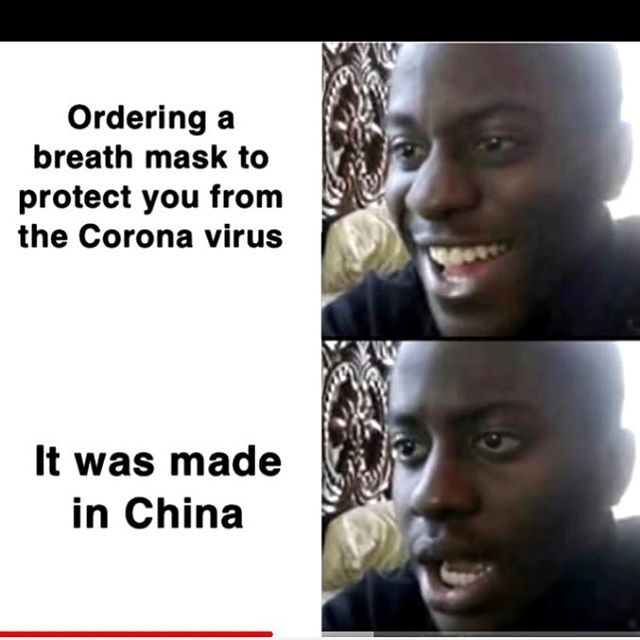 Ordering a
breath mask to
protect you from
the Corona virus
It was made
in China